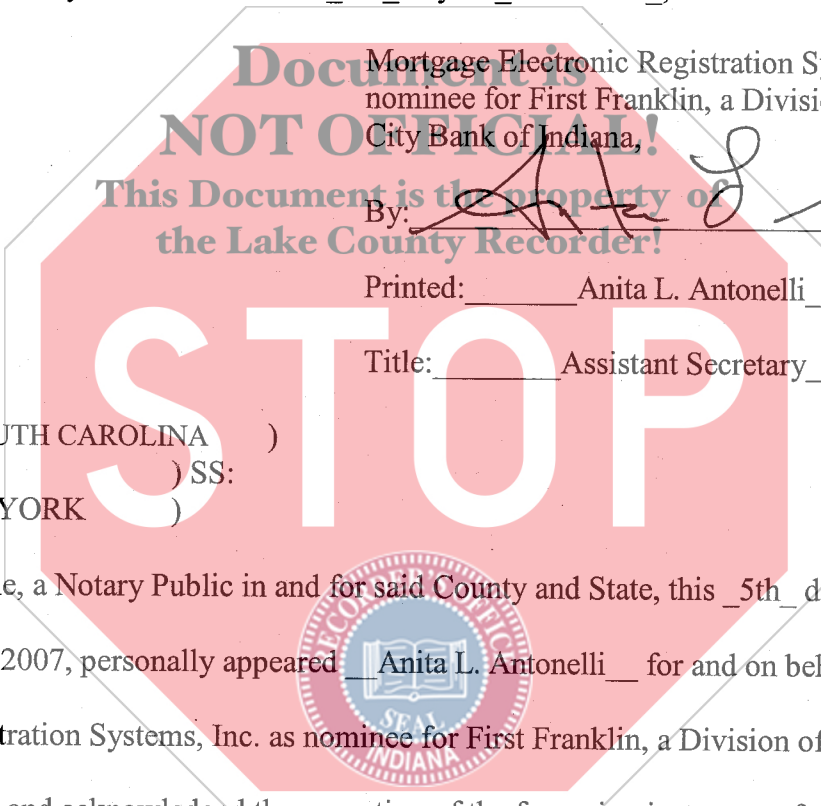 Document is
NOT OFFICIAL!
This Document is the property of
the Lake County Recorder!
STOP
Mortgage Electronic Registration Sy
nominee for First Franklin, a Divisi
City Bank of Indiana,
By:
Printed:_______Anita L. Antonelli_
Title:________Assistant Secretary_
UTH CAROLINA )
) SS:
YORK )
e, a Notary Public in and for said County and State, this _5th_ d
2007, personally appeared __Anita L. Antonelli__ for and on beh
tration Systems, Inc. as nominee for First Franklin, a Division of
RECORDER'S OFFICE
SEAL
INDIANA